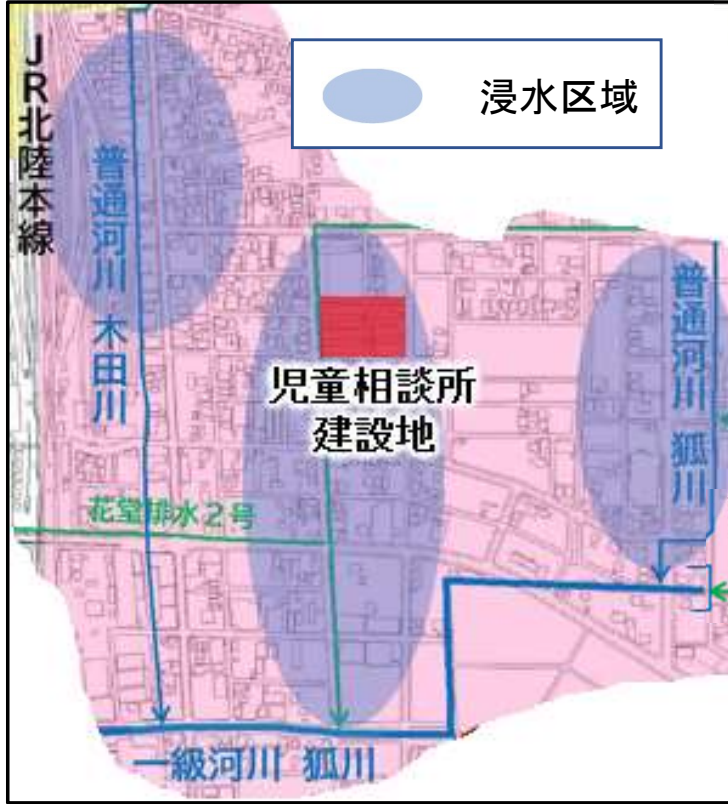 浸水区域
JR北陸本線
普通河川 木田川
普通河川 狐川
児童相談所
建設地
花堂排水2号
一級河川 狐川